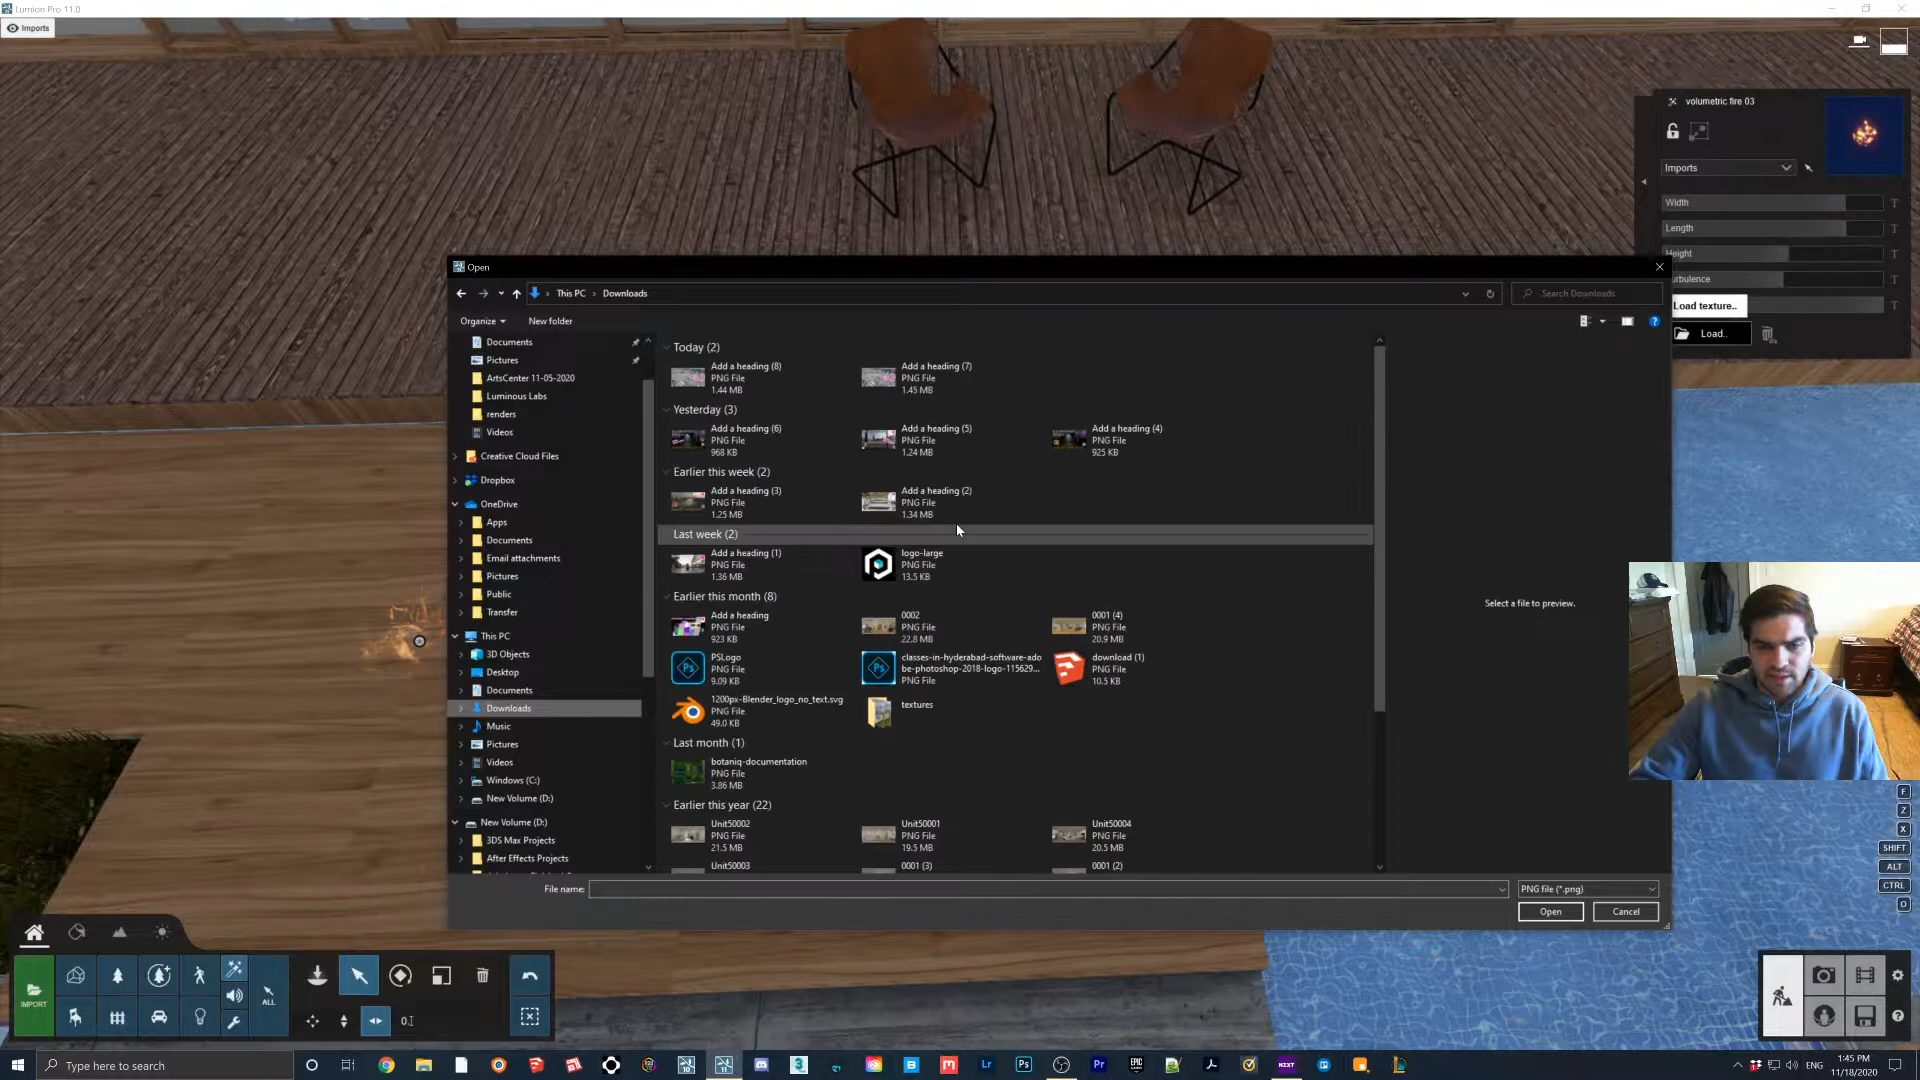 Lumion Pro 11.0
Imports
volumetric fire 03
Imports
Width
Length
Height
urbulence
Load texture..
Load..
Open
This PC
Downloads
Search Downloads
Organize
New folder
Documents
Pictures
ArtsCenter 11-05-2020
Luminous Labs
renders
Videos
Creative Cloud Files
Dropbox
OneDrive
Apps
Documents
Email attachments
Pictures
Public
Transfer
This PC
3D Objects
Desktop
Documents
Downloads
Music
Pictures
Videos
Windows (C:)
New Volume (D:)
New Volume (D:)
3DS Max Projects
After Effects Projects
Today (2)
Add a heading (8)
PNG File
1.44 MB
Add a heading (7)
PNG File
1.45 MB
Yesterday (3)
Add a heading (6)
PNG File
968 KB
Add a heading (5)
PNG File
1.24 MB
Add a heading (4)
PNG File
925 KB
Earlier this week (2)
Add a heading (3)
PNG File
1.25 MB
Add a heading (2)
PNG File
1.34 MB
Last week (2)
Add a heading (1)
PNG File
1.36 MB
logo-large
PNG File
13.5 KB
Earlier this month (8)
Add a heading
PNG File
923 KB
0002
PNG File
22.8 MB
0001 (4)
PNG File
20.9 MB
PSLogo
PNG File
9.09 KB
classes-in-hyderabad-software-ado
be-photoshop-2018-logo-115629...
PNG File
download (1)
PNG File
10.5 KB
1200px-Blender_logo_no_text.svg
PNG File
49.0 KB
textures
Last month (1)
botaniq-documentation
PNG File
3.86 MB
Earlier this year (22)
Unit50002
PNG File
21.5 MB
Unit50001
PNG File
19.5 MB
Unit50004
PNG File
20.5 MB
Unit50003
0001 (3)
0001 (2)
Select a file to preview.
File name:
PNG file (*.png)
Open
Cancel
F
Z
X
SHIFT
ALT
CTRL
O
IMPORT
ALL
Type here to search
ENG
1:45 PM
11/18/2020